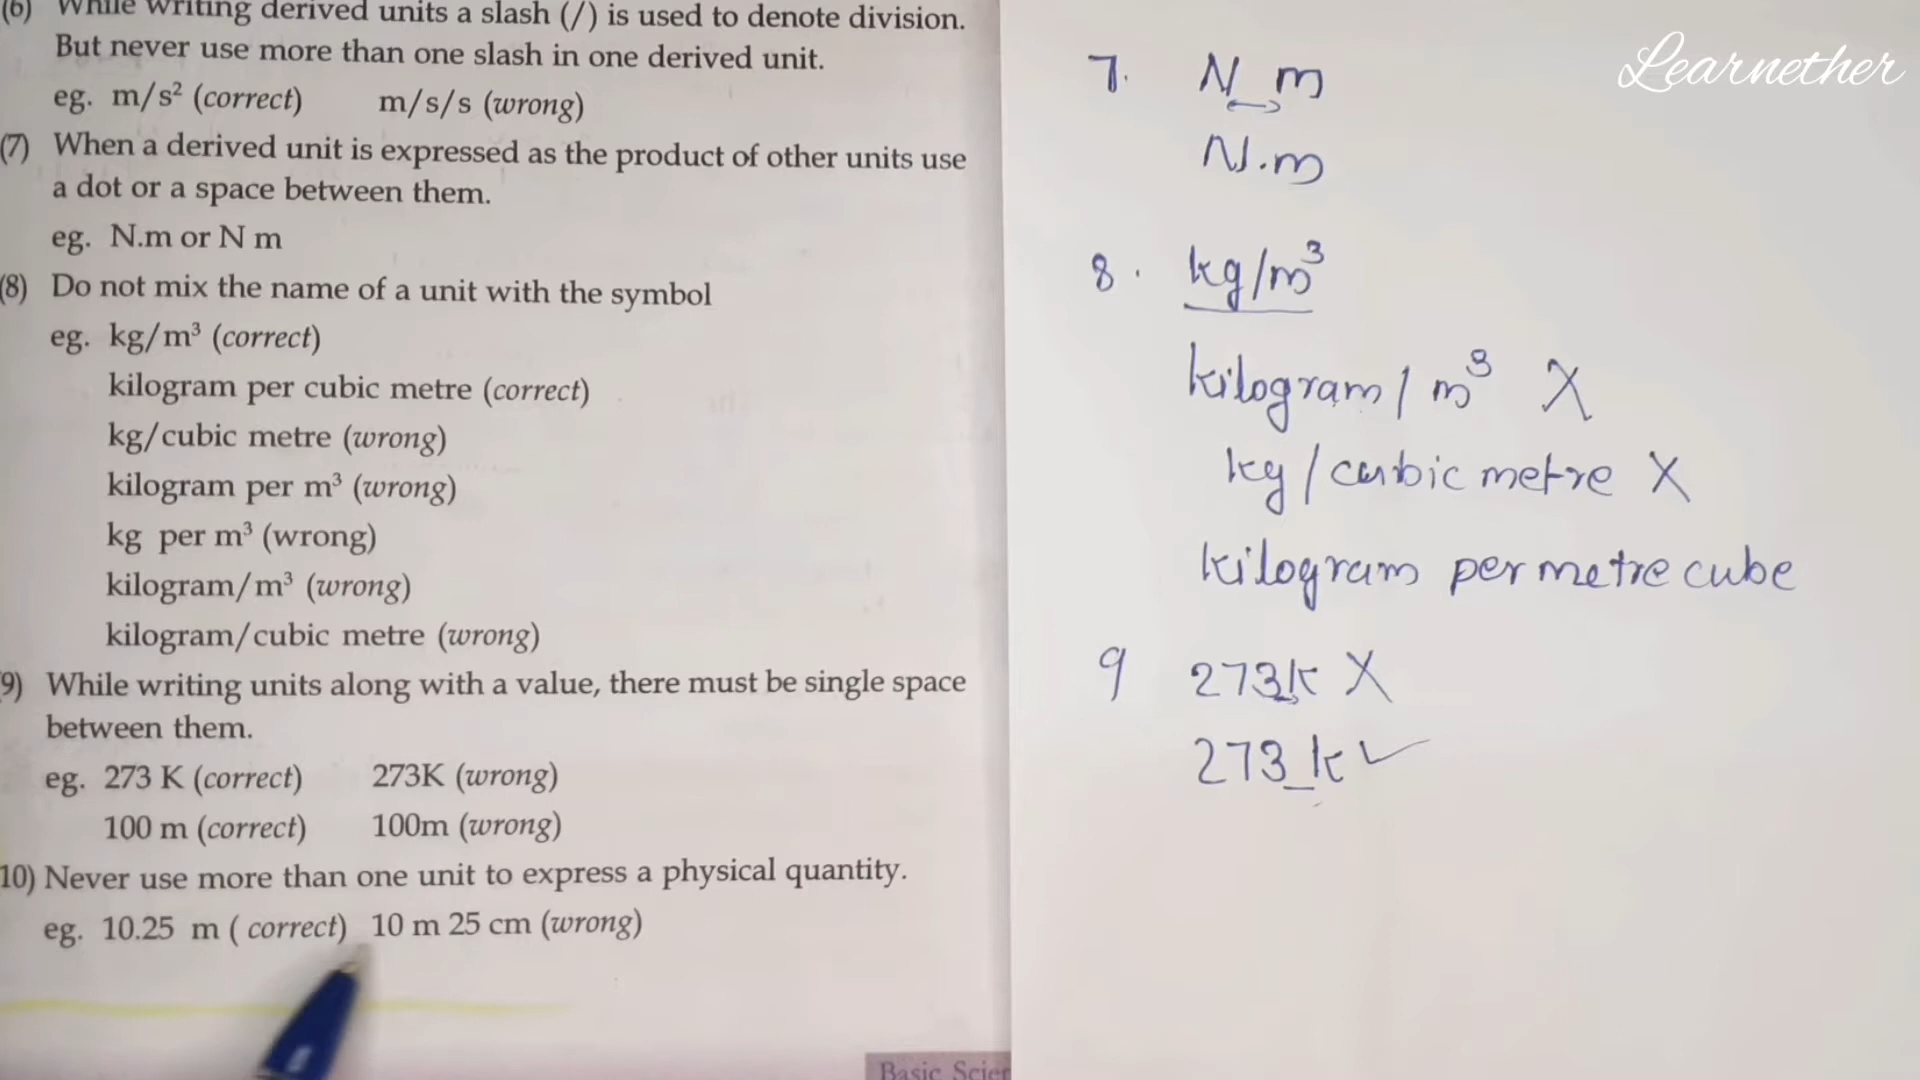 (6) While writing derived units a slash (/) is used to denote division.
But never use more than one slash in one derived unit.
eg. m/s² (correct) m/s/s (wrong)
(7) When a derived unit is expressed as the product of other units use
a dot or a space between them.
eg. N.m or N m
(8) Do not mix the name of a unit with the symbol
eg. kg/m³ (correct)
kilogram per cubic metre (correct)
kg/cubic metre (wrong)
kilogram per m³ (wrong)
kg per m³ (wrong)
kilogram/m³ (wrong)
kilogram/cubic metre (wrong)
9) While writing units along with a value, there must be single space
between them.
eg. 273 K (correct) 273K (wrong)
100 m (correct) 100m (wrong)
10) Never use more than one unit to express a physical quantity.
eg. 10.25 m ( correct) 10 m 25 cm (wrong)
Basic Scien
Learnether
7. N m
N.m
8. kg/m³
kilogram/m³ X
kg/cubic metre X
kilogram per metre cube
9 273k X
273 k ✓